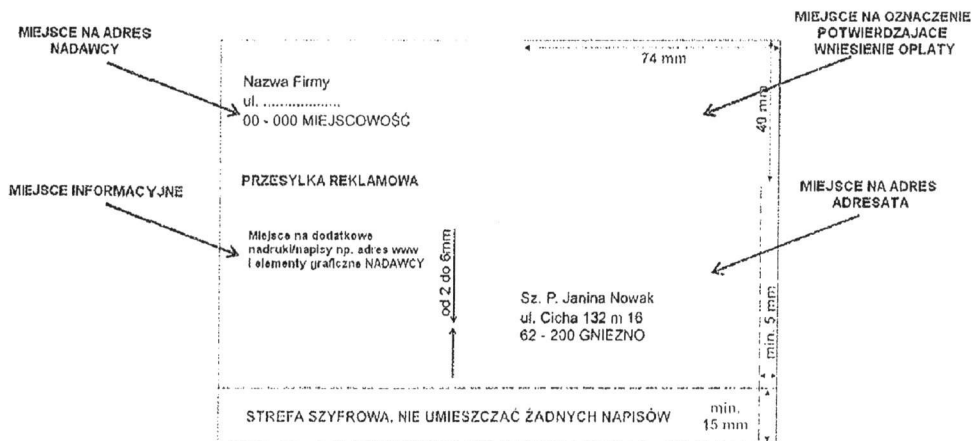 MIEJSCE NA ADRES
NADAWCY
MIEJSCE NA OZNACZENIE
POTWIERDZAJACE
WNIESIENIE OPLATY
74 mm
40 mm
Nazwa Firmy
ul. ....................
00 - 000 MIEJSCOWOŚĆ
PRZESYLKA REKLAMOWA
MIEJSCE INFORMACYJNE
MIEJSCE NA ADRES
ADRESATA
Miejsce na dodatkowe
nadruki/napisy np. adres www
i elementy graficzne NADAWCY
od 2 do 6mm
Sz. P. Janina Nowak
ul. Cicha 132 m 16
62 - 200 GNIEZNO
min. 5 mm
STREFA SZYFROWA, NIE UMIESZCZAĆ ŻADNYCH NAPISÓW
min.
15 mm